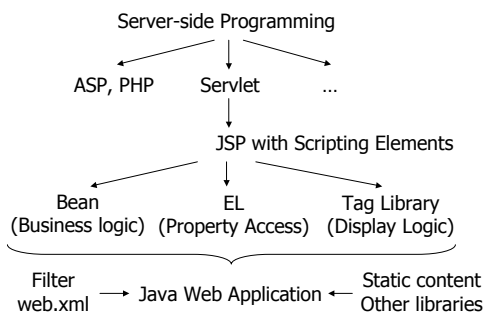 Server-side Programming
ASP, PHP Servlet ...
JSP with Scripting Elements
Bean EL Tag Library
(Business logic) (Property Access) (Display Logic)
Filter Static content
web.xml Java Web Application Other libraries